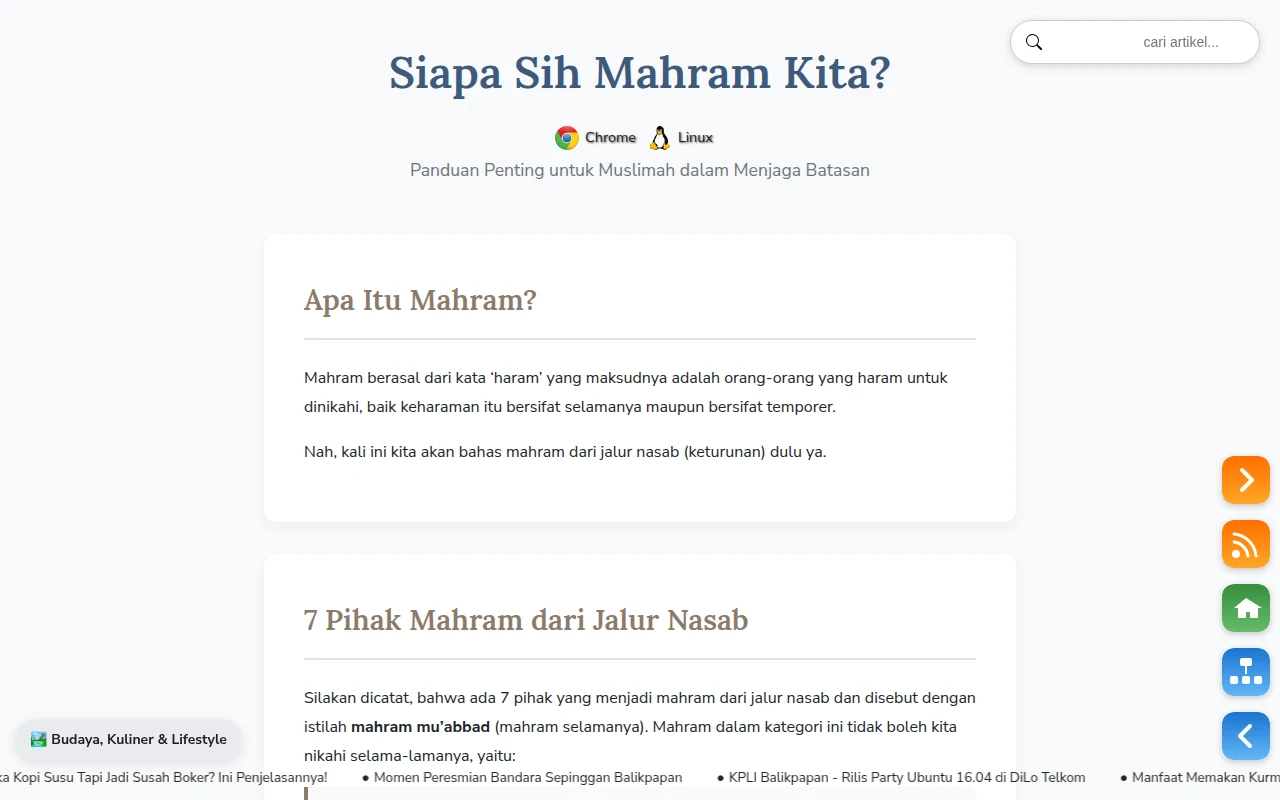 cari artikel...
Siapa Sih Mahram Kita?
Chrome Linux
Panduan Penting untuk Muslimah dalam Menjaga Batasan
Apa Itu Mahram?
Mahram berasal dari kata ‘haram’ yang maksudnya adalah orang-orang yang haram untuk
dinikahi, baik keharaman itu bersifat selamanya maupun bersifat temporer.
Nah, kali ini kita akan bahas mahram dari jalur nasab (keturunan) dulu ya.
7 Pihak Mahram dari Jalur Nasab
Silakan dicatat, bahwa ada 7 pihak yang menjadi mahram dari jalur nasab dan disebut dengan
istilah mahram mu’abbad (mahram selamanya). Mahram dalam kategori ini tidak boleh kita
nikahi selama-lamanya, yaitu:
Budaya, Kuliner & Lifestyle
Kopi Susu Tapi Jadi Susah Boker? Ini Penjelasannya! ● Momen Peresmian Bandara Sepinggan Balikpapan ● KPLI Balikpapan - Rilis Party Ubuntu 16.04 di DiLo Telkom ● Manfaat Memakan